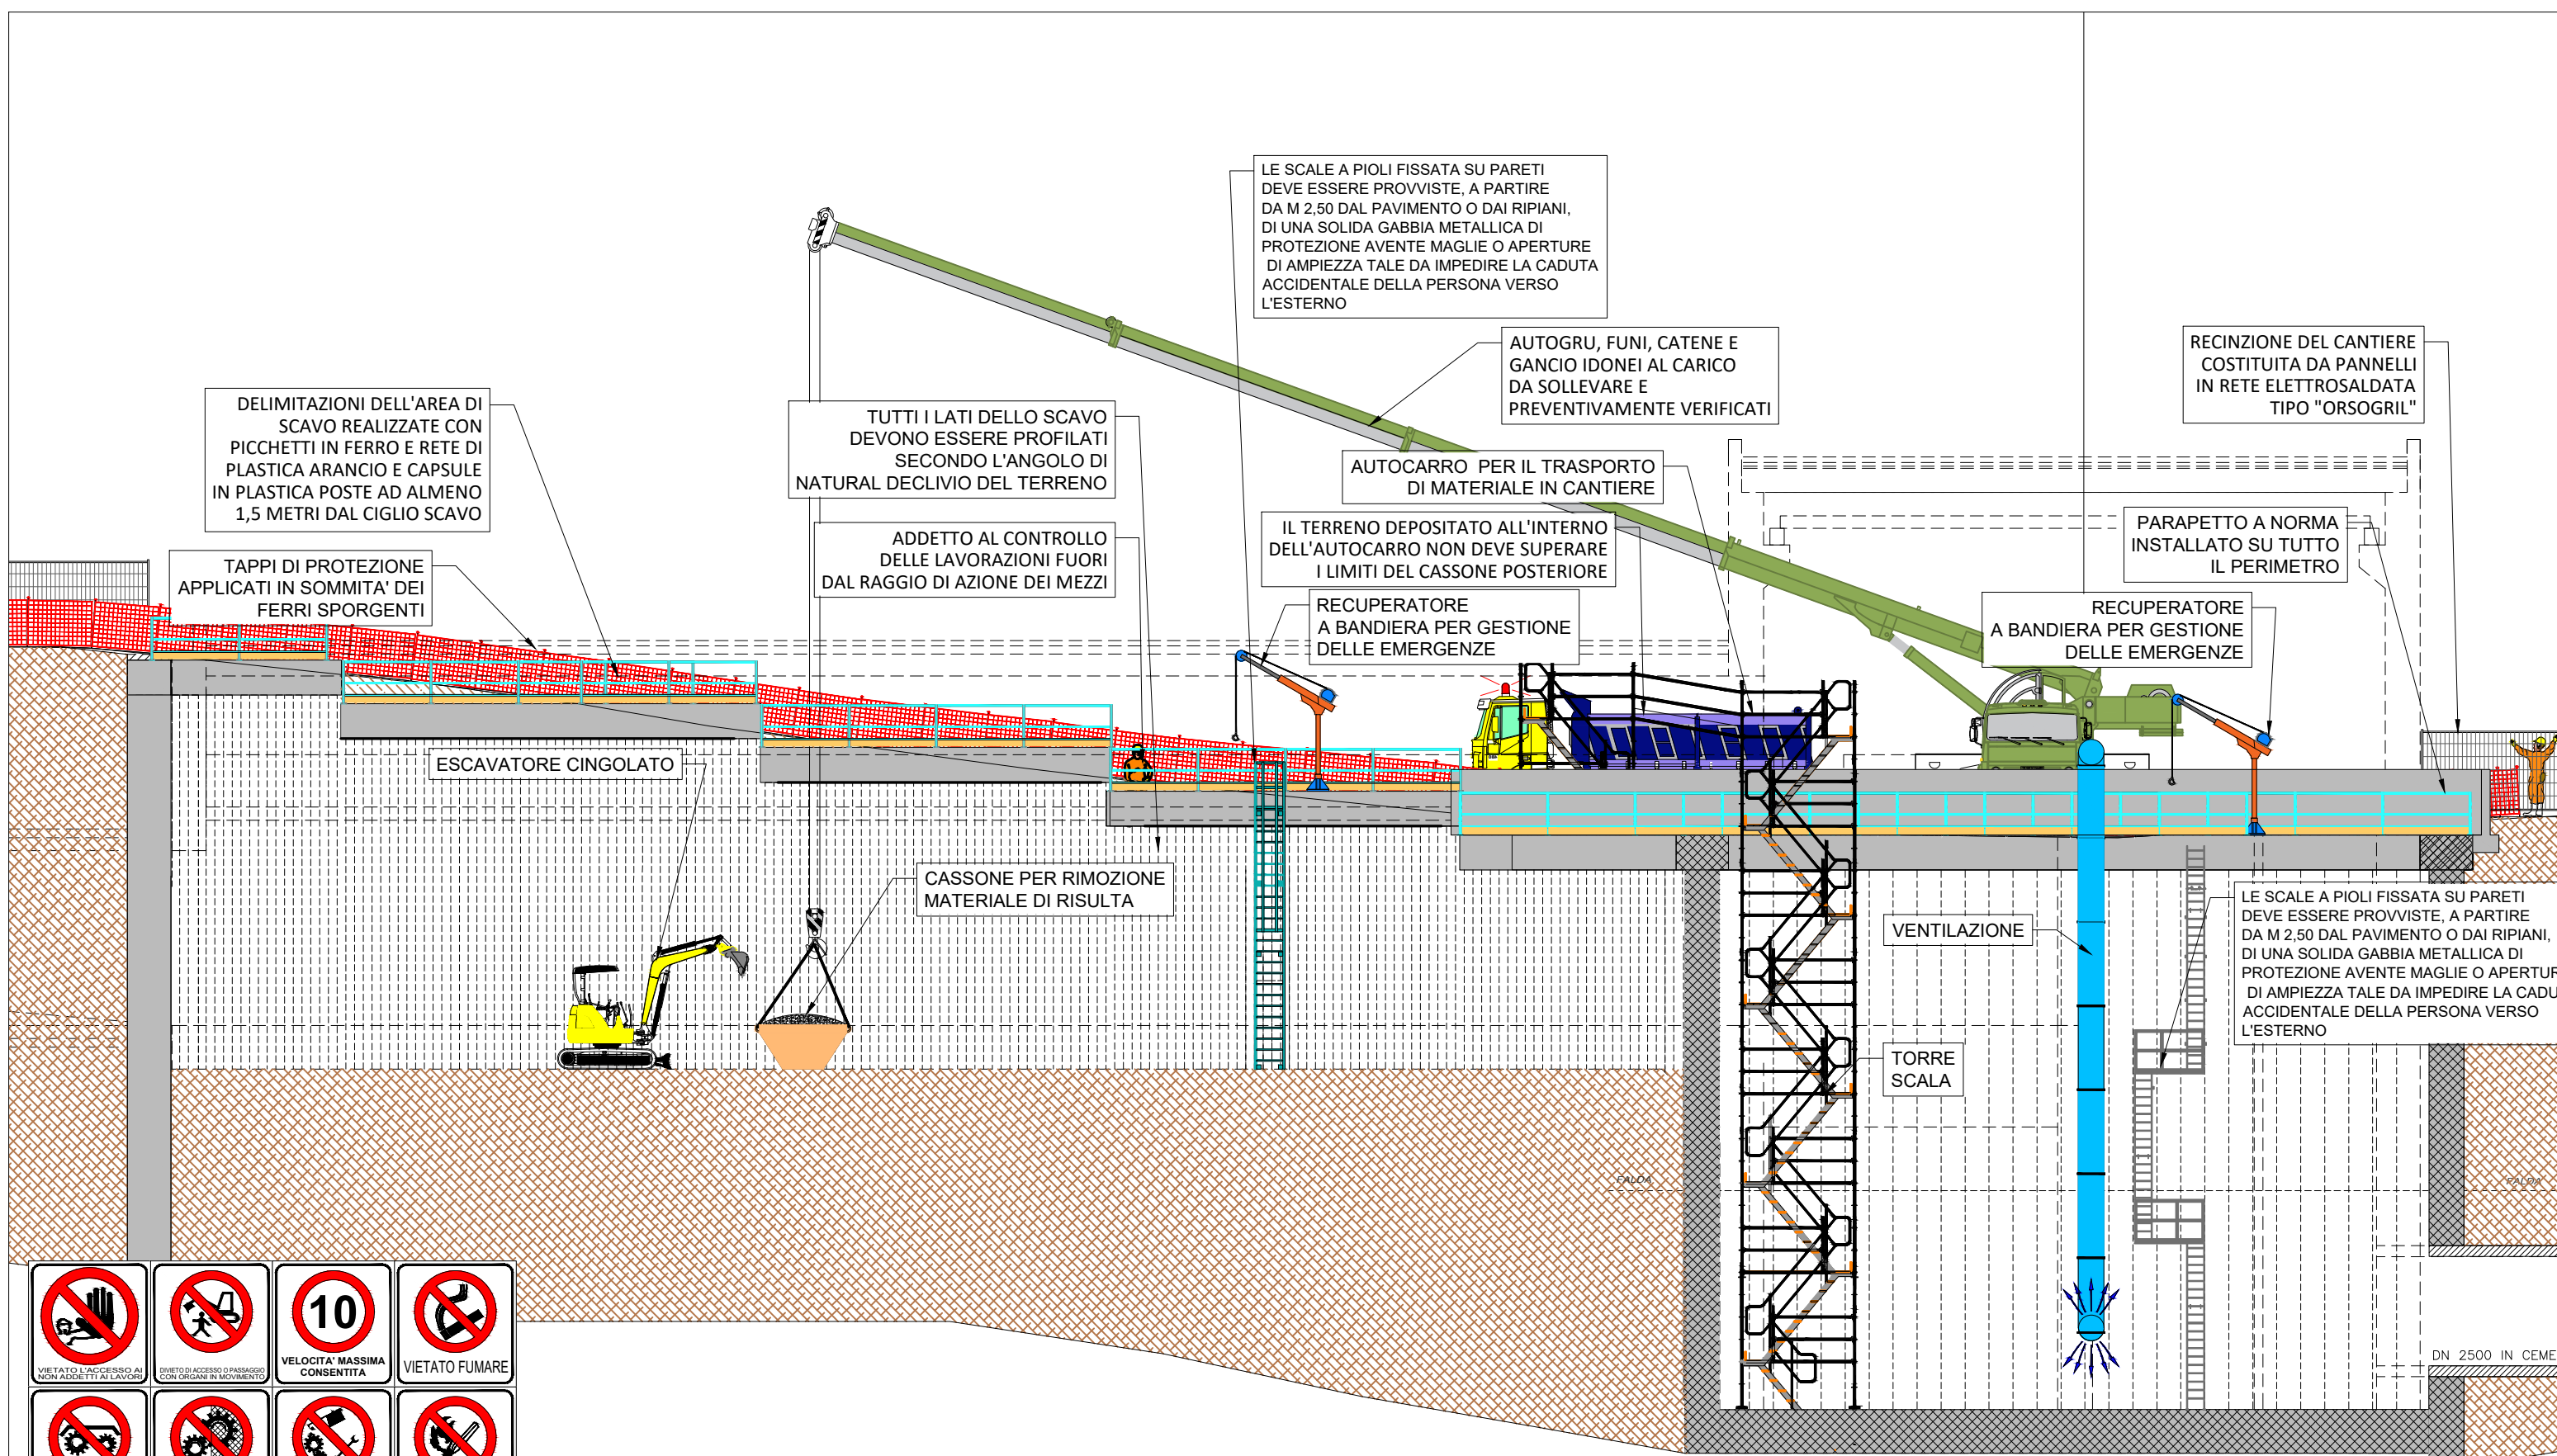 LE SCALE A PIOLI FISSATA SU PARETI
DEVE ESSERE PROVVISTE, A PARTIRE
DA M 2,50 DAL PAVIMENTO O DAI RIPIANI,
DI UNA SOLIDA GABBIA METALLICA DI
PROTEZIONE AVENTE MAGLIE O APERTURE
DI AMPIEZZA TALE DA IMPEDIRE LA CADUTA
ACCIDENTALE DELLA PERSONA VERSO
L'ESTERNO
AUTOGRU, FUNI, CATENE E
GANCIO IDONEI AL CARICO
DA SOLLEVARE E
PREVENTIVAMENTE VERIFICATI
RECINZIONE DEL CANTIERE
COSTITUITA DA PANNELLI
IN RETE ELETTROSALDATA
TIPO "ORSOGRIL"
DELIMITAZIONI DELL'AREA DI
SCAVO REALIZZATE CON
PICCHETTI IN FERRO E RETE DI
PLASTICA ARANCIO E CAPSULE
IN PLASTICA POSTE AD ALMENO
1,5 METRI DAL CIGLIO SCAVO
TUTTI I LATI DELLO SCAVO
DEVONO ESSERE PROFILATI
SECONDO L'ANGOLO DI
NATURAL DECLIVIO DEL TERRENO
AUTOCARRO PER IL TRASPORTO
DI MATERIALE IN CANTIERE
IL TERRENO DEPOSITATO ALL'INTERNO
DELL'AUTOCARRO NON DEVE SUPERARE
I LIMITI DEL CASSONE POSTERIORE
PARAPETTO A NORMA
INSTALLATO SU TUTTO
IL PERIMETRO
ADDETTO AL CONTROLLO
DELLE LAVORAZIONI FUORI
DAL RAGGIO DI AZIONE DEI MEZZI
TAPPI DI PROTEZIONE
APPLICATI IN SOMMITA' DEI
FERRI SPORGENTI
RECUPERATORE
A BANDIERA PER GESTIONE
DELLE EMERGENZE
RECUPERATORE
A BANDIERA PER GESTIONE
DELLE EMERGENZE
ESCAVATORE CINGOLATO
CASSONE PER RIMOZIONE
MATERIALE DI RISULTA
VENTILAZIONE
LE SCALE A PIOLI FISSATA SU PARETI
DEVE ESSERE PROVVISTE, A PARTIRE
DA M 2,50 DAL PAVIMENTO O DAI RIPIANI,
DI UNA SOLIDA GABBIA METALLICA DI
PROTEZIONE AVENTE MAGLIE O APERTUR
DI AMPIEZZA TALE DA IMPEDIRE LA CADU
ACCIDENTALE DELLA PERSONA VERSO
L'ESTERNO
TORRE
SCALA
FALDA
FALDA
10
VIETATO L'ACCESSO AI
NON ADDETTI AI LAVORI
DIVIETO DI ACCESSO O PASSAGGIO
CON ORGANI IN MOVIMENTO
VELOCITA' MASSIMA
CONSENTITA
VIETATO FUMARE
DN 2500 IN CEME